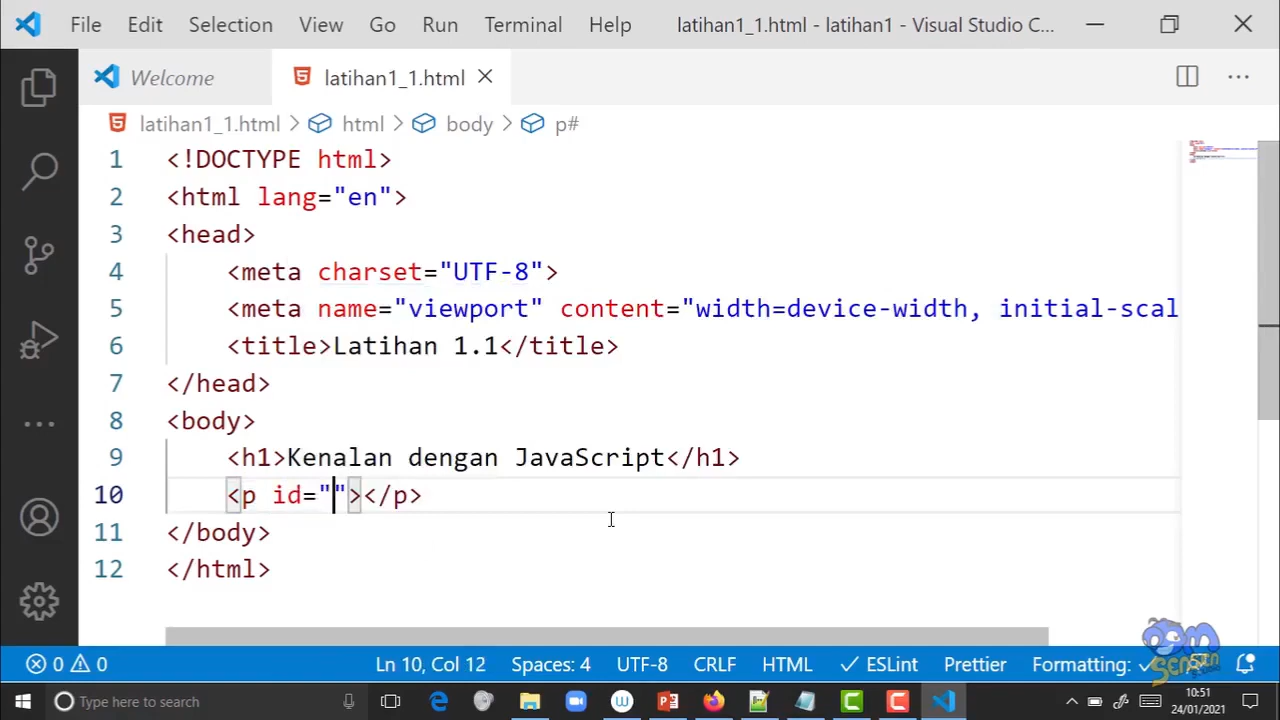 File Edit Selection View Go Run Terminal Help latihan1_1.html - latihan1 - Visual Studio C...
Welcome latihan1_1.html
latihan1_1.html > html > body > p#
1 <!DOCTYPE html>
2 <html lang="en">
3 <head>
4 <meta charset="UTF-8">
5 <meta name="viewport" content="width=device-width, initial-scal
6 <title>Latihan 1.1</title>
7 </head>
8 <body>
9 <h1>Kenalan dengan JavaScript</h1>
10 <p id=""></p>
11 </body>
12 </html>
0 0 Ln 10, Col 12 Spaces: 4 UTF-8 CRLF HTML ESLint Prettier Formatting:
Type here to search
10:51
24/01/2021